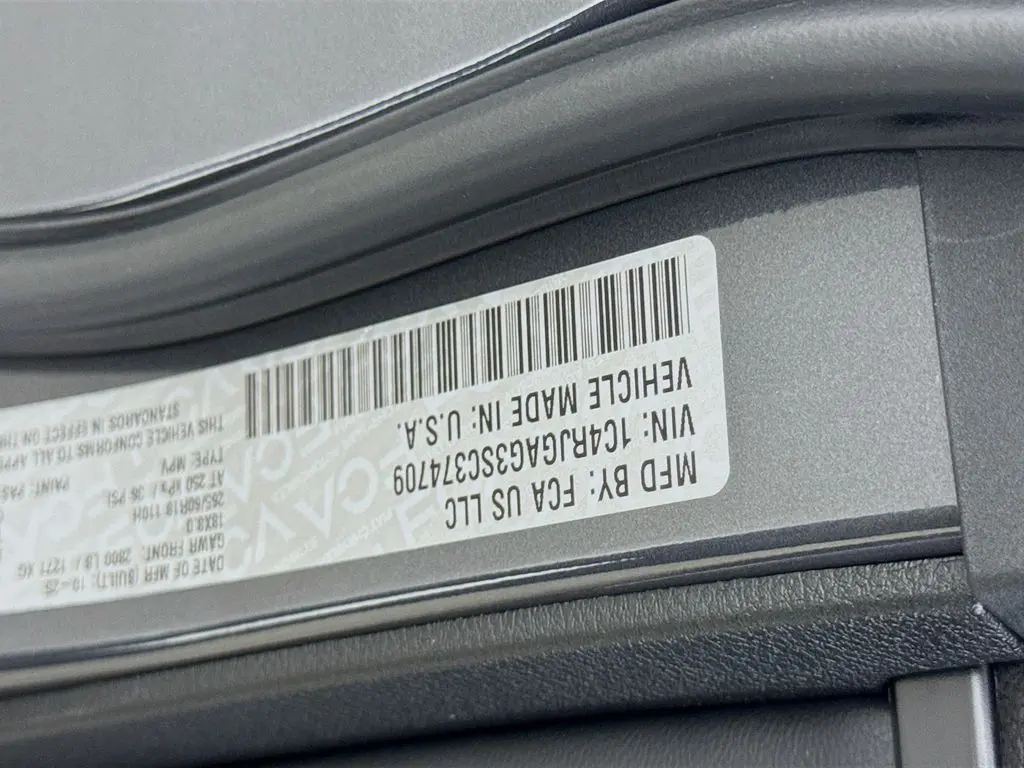 MFD BY: FCA US LLC
VIN: 1C4RJGAG3SC374709
VEHICLE MADE IN: U.S.A.
DATE OF MFR (BUILT): 10-25
GAWR FRONT: 2800 LB / 1271 KG
18X8.0
265/60R18 110H
AT 250 KPa / 36 PSI
TYPE: MPV PAINT: PAS
THIS VEHICLE CONFORMS TO ALL APPL
STANDARDS IN EFFECT ON TH